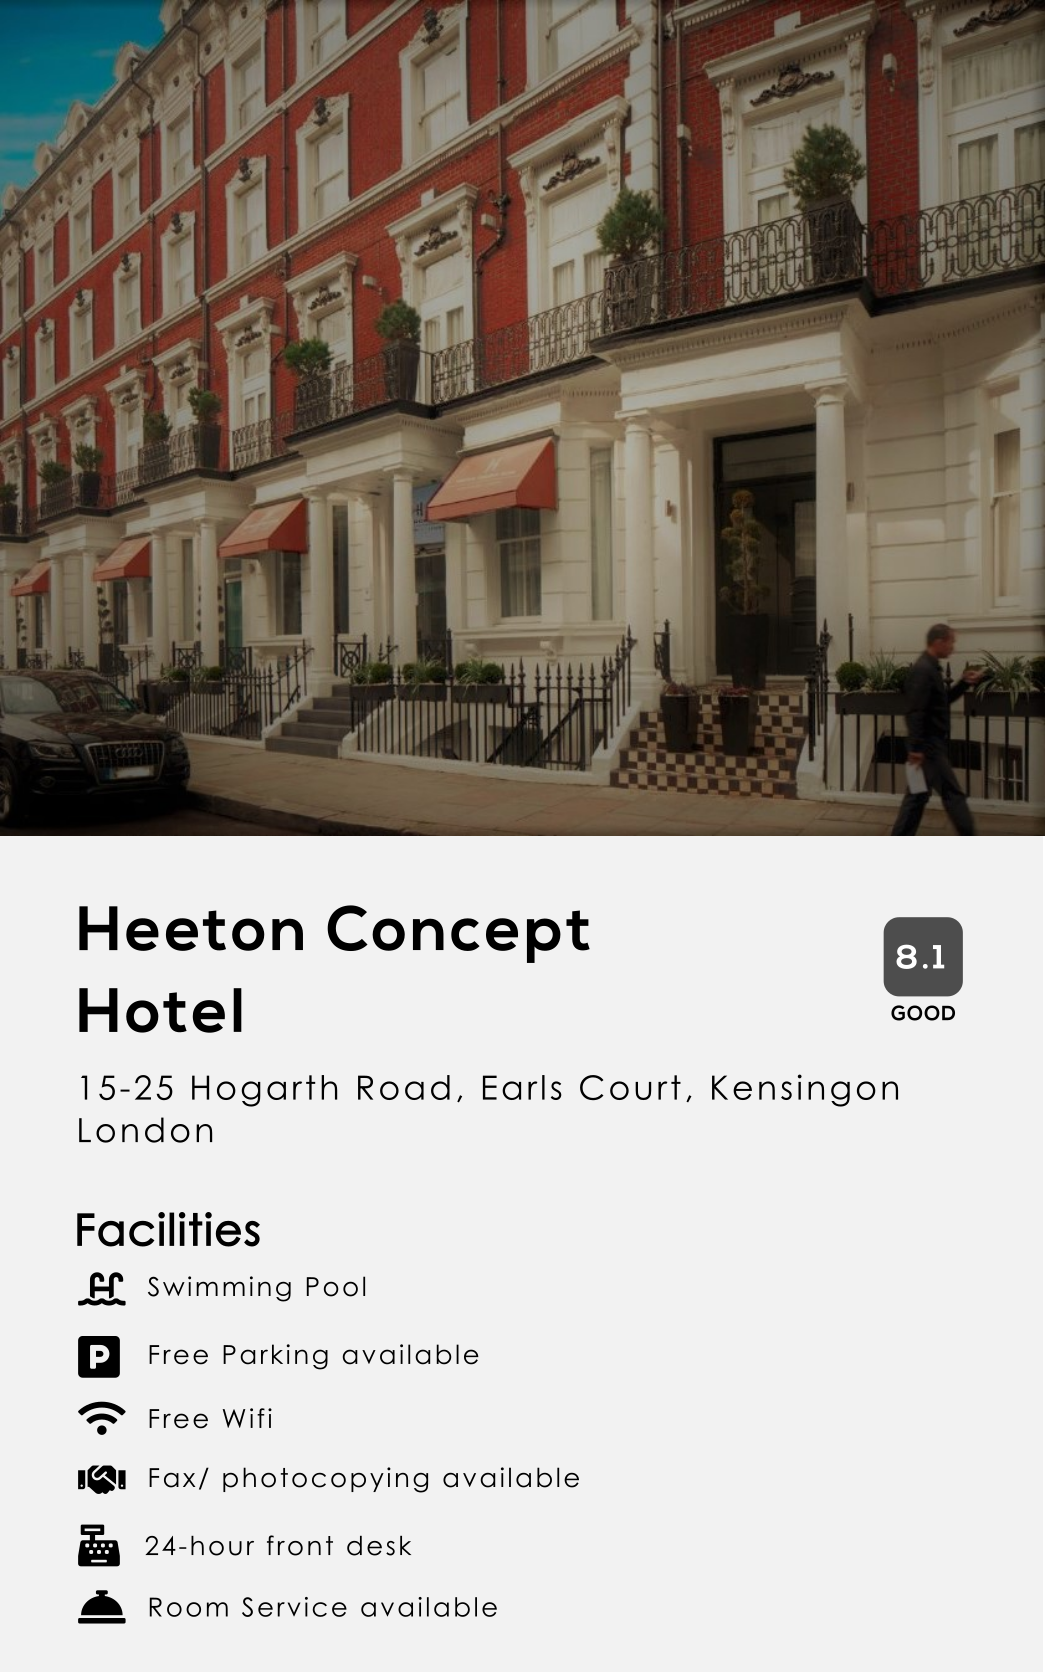 Heeton Concept
Hotel
8.1
GOOD
15-25 Hogarth Road, Earls Court, Kensingon
London
Facilities
Swimming Pool
P Free Parking available
Free Wifi
Fax/ photocopying available
24-hour front desk
Room Service available